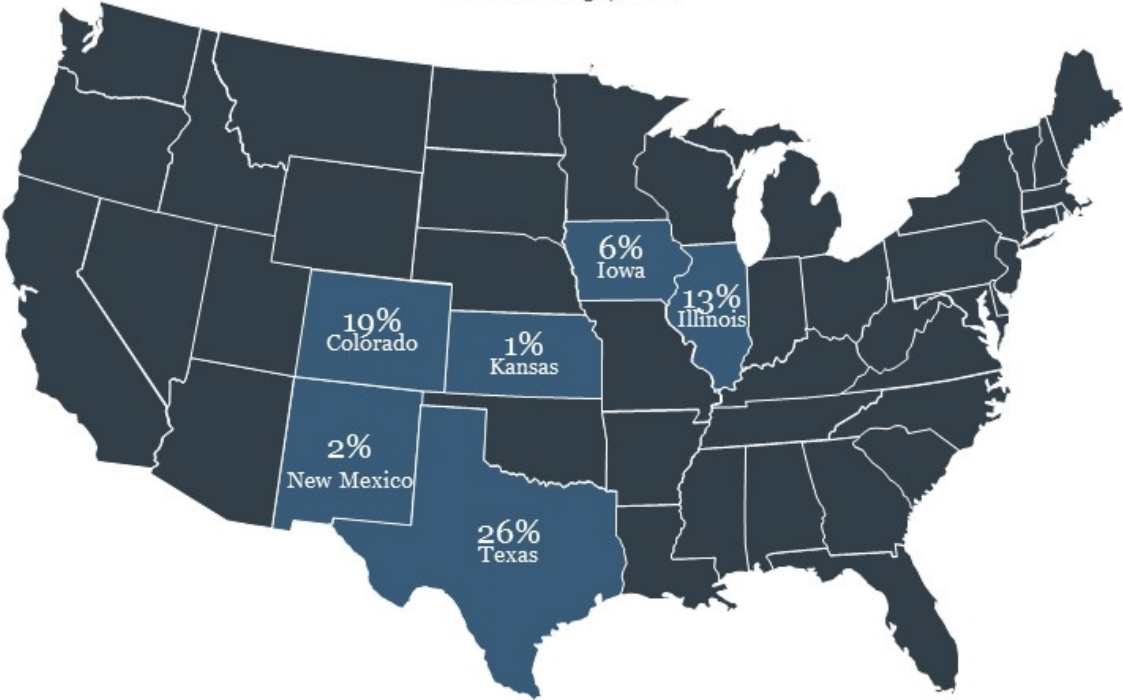 6%
Iowa
13%
Illinois
19%
Colorado
1%
Kansas
2%
New Mexico
26%
Texas